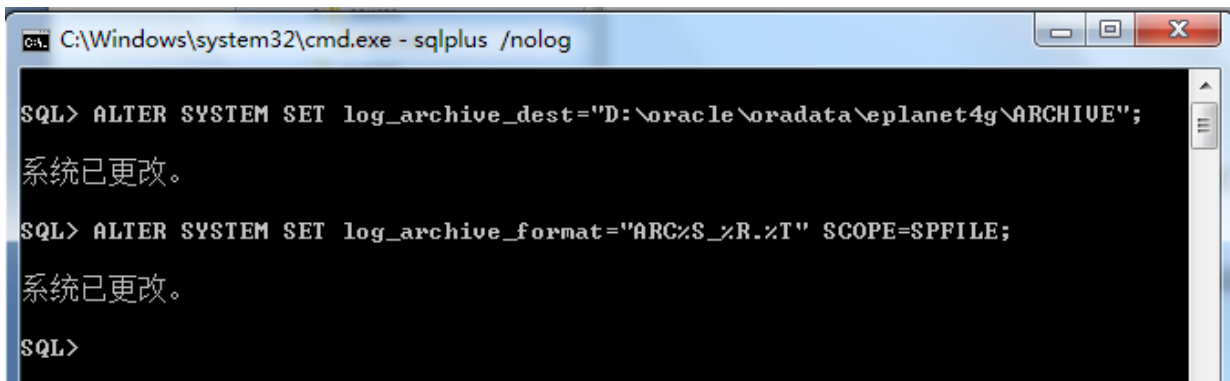 C:\Windows\system32\cmd.exe - sqlplus  /nolog
SQL> ALTER SYSTEM SET log_archive_dest="D:\oracle\oradata\eplanet4g\ARCHIVE";
系统已更改。
SQL> ALTER SYSTEM SET log_archive_format="ARC%S_%R.%T" SCOPE=SPFILE;
系统已更改。
SQL>